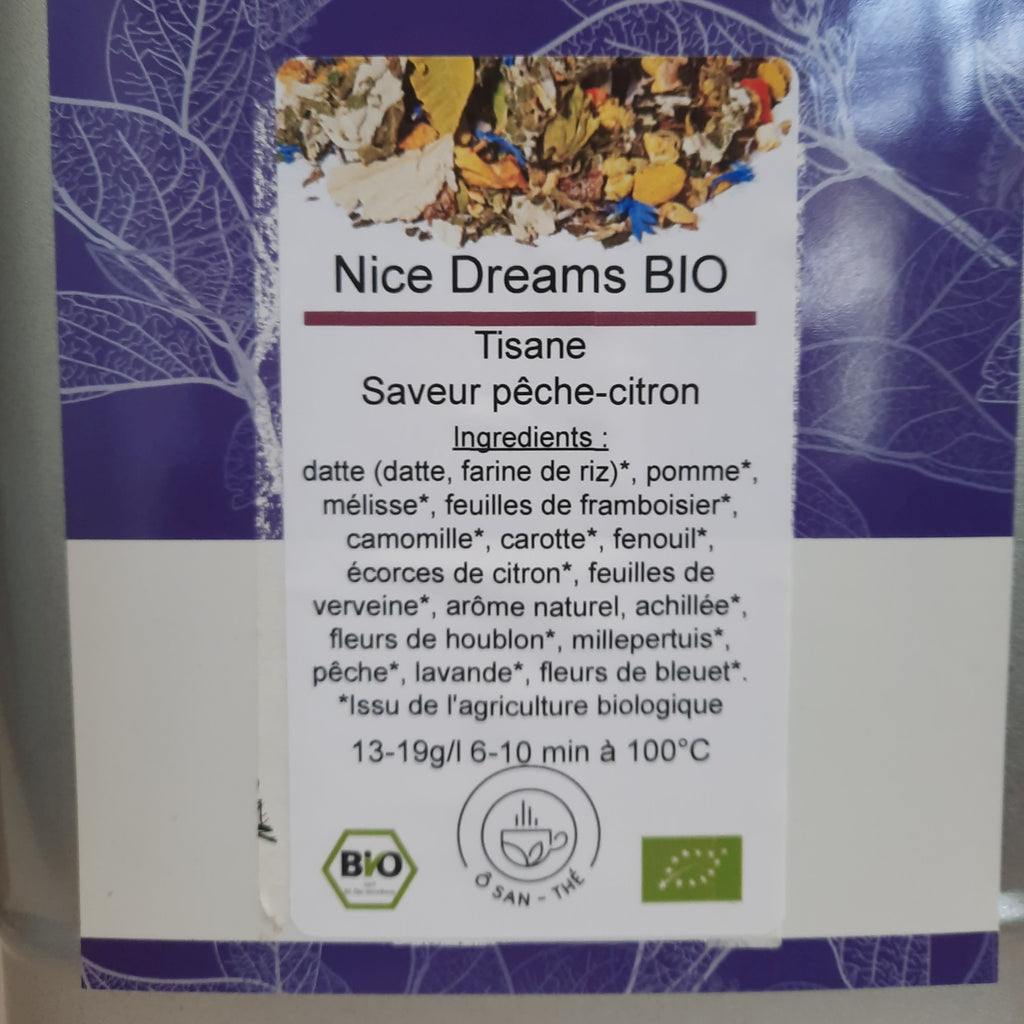 Nice Dreams BIO
Tisane
Saveur pêche-citron
Ingredients :
datte (datte, farine de riz)*, pomme*,
mélisse*, feuilles de framboisier*,
camomille*, carotte*, fenouil*,
écorces de citron*, feuilles de
verveine*, arôme naturel, achillée*,
fleurs de houblon*, millepertuis*,
pêche*, lavande*, fleurs de bleuet*.
*Issu de l'agriculture biologique
13-19g/l 6-10 min à 100°C
BiO
Ô SAN - THÉ